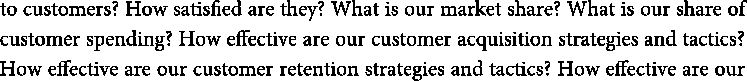 to customers? How satisfied are they? What is our market share? What is our share of
customer spending? How effective are our customer acquisition strategies and tactics?
How effective are our customer retention strategies and tactics? How effective are our